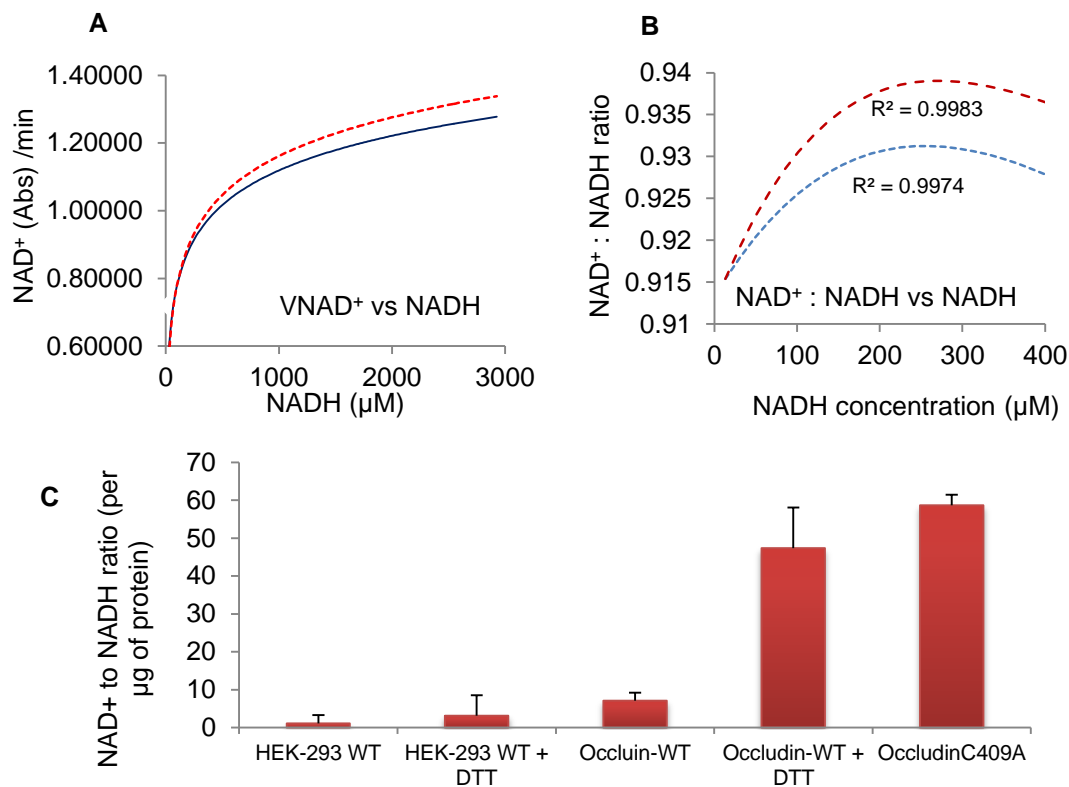 A
1.40000
1.20000
1.00000
0.80000
0.60000
NAD⁺ (Abs) /min
VNAD⁺ vs NADH
0
1000
2000
3000
NADH (µM)
B
0.94
0.935
0.93
0.925
0.92
0.915
0.91
NAD⁺ : NADH ratio
R² = 0.9983
R² = 0.9974
NAD⁺ : NADH vs NADH
0
100
200
300
400
NADH concentration (µM)
C
NAD+ to NADH ratio (per
µg of protein)
70
60
50
40
30
20
10
0
HEK-293 WT
HEK-293 WT +
DTT
Occluin-WT
Occludin-WT +
DTT
OccludinC409A